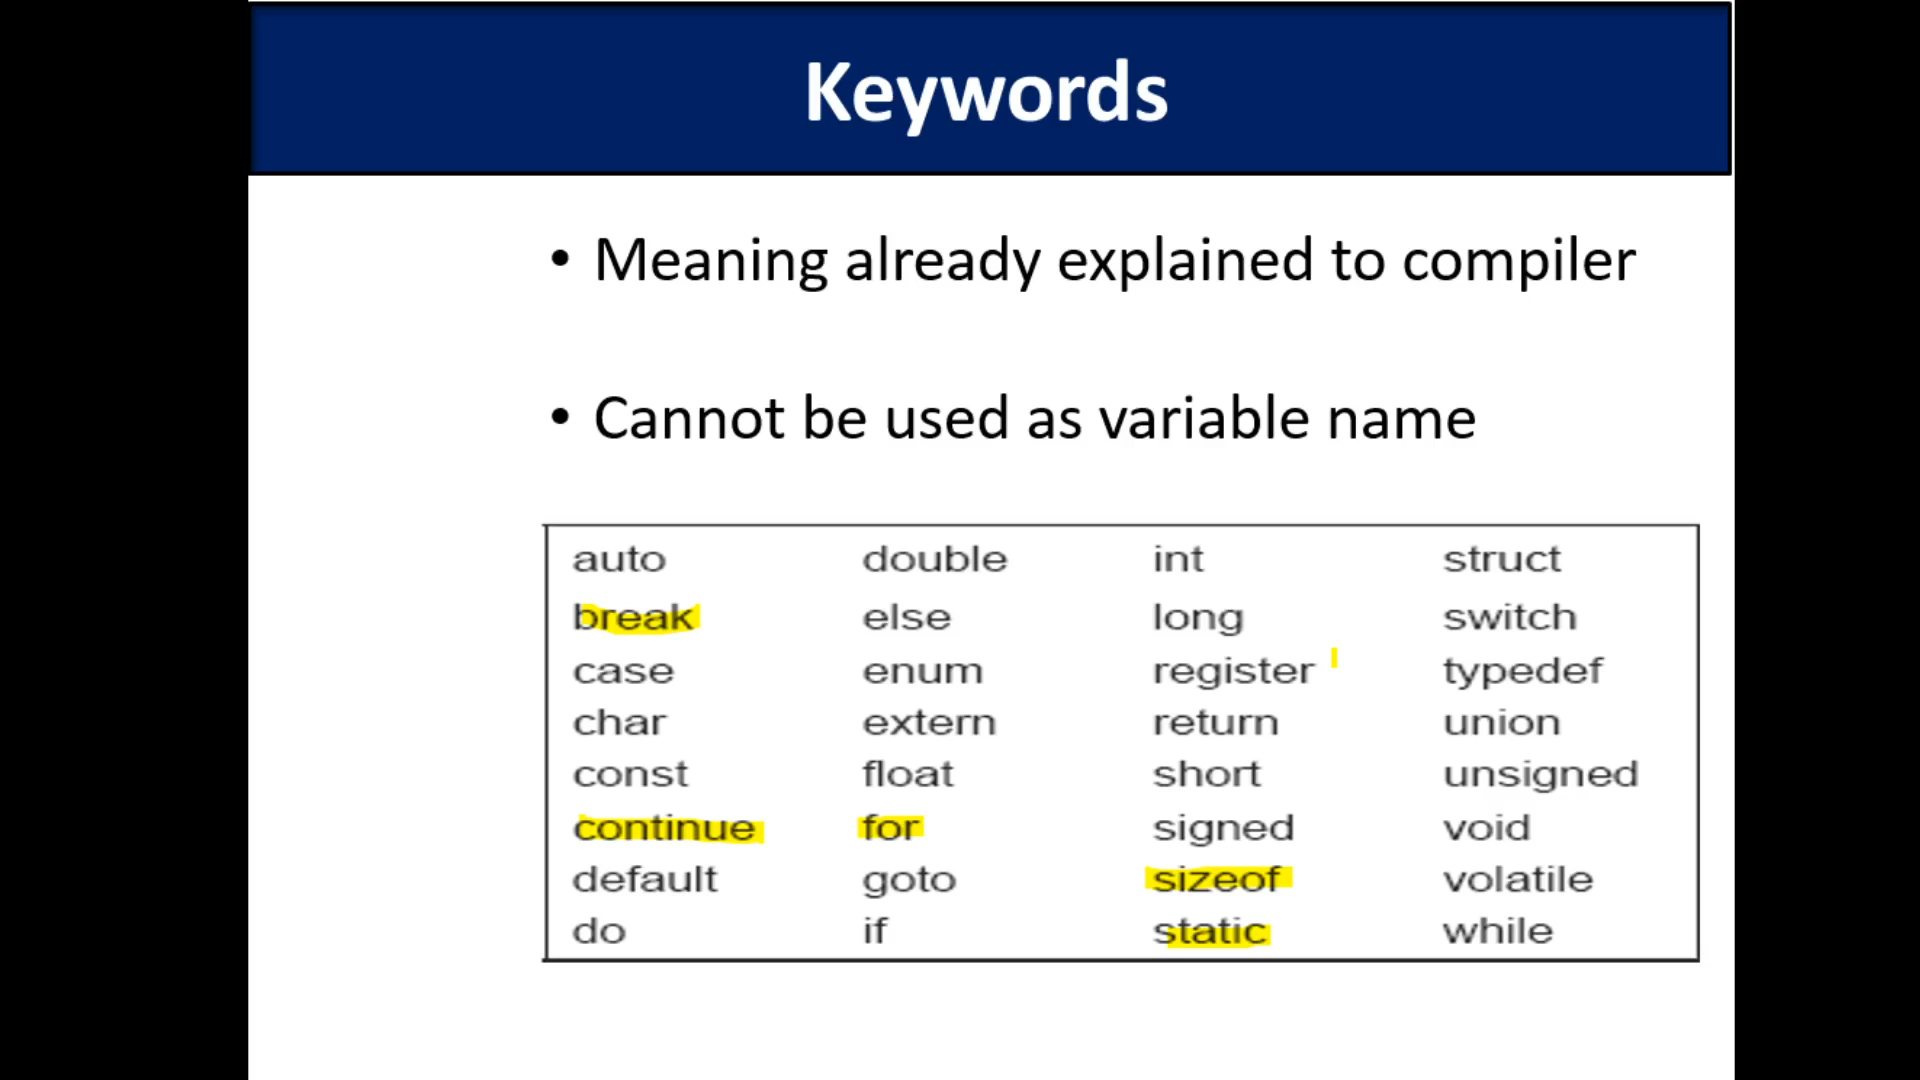 Keywords
• Meaning already explained to compiler
• Cannot be used as variable name
auto double int struct
break else long switch
case enum register typedef
char extern return union
const float short unsigned
continue for signed void
default goto sizeof volatile
do if static while